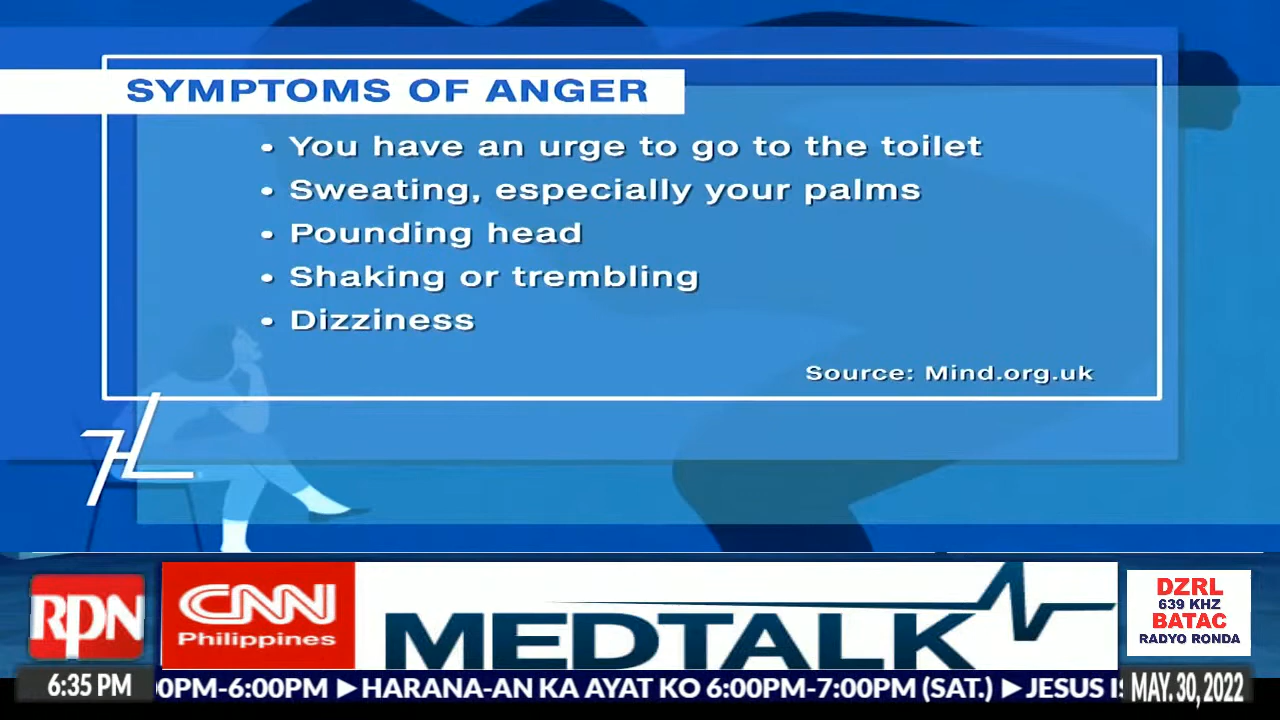 SYMPTOMS OF ANGER
• You have an urge to go to the toilet
• Sweating, especially your palms
• Pounding head
• Shaking or trembling
• Dizziness
Source: Mind.org.uk
HL
RPN
CNN
Philippines
MEDTALK
DZRL
639 KHZ
BATAC
RADYO RONDA
6:35 PM
00PM-6:00PM ►HARANA-AN KA AYAT KO 6:00PM-7:00PM (SAT.) ►JESUS
MAY. 30, 2022